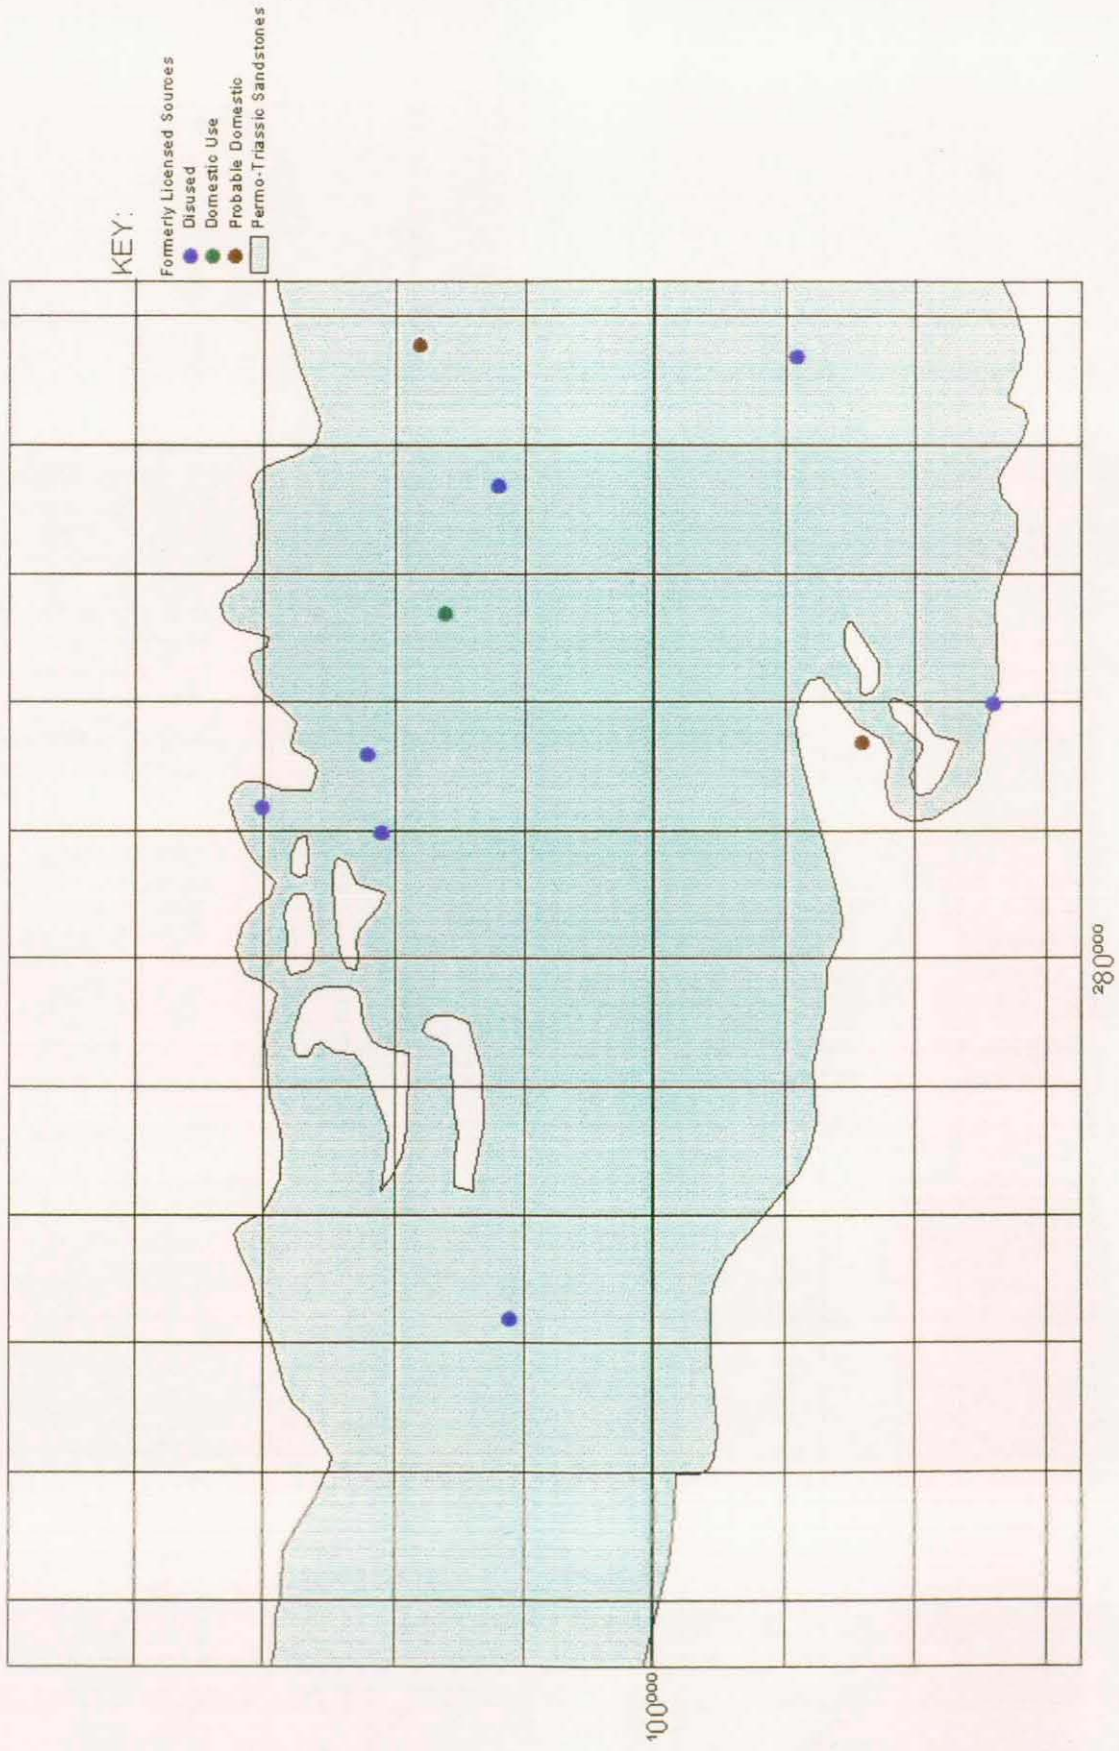 KEY:
Formerly Licensed Sources
Disused
Domestic Use
Probable Domestic
Permo-Triassic Sandstones
100000
280000